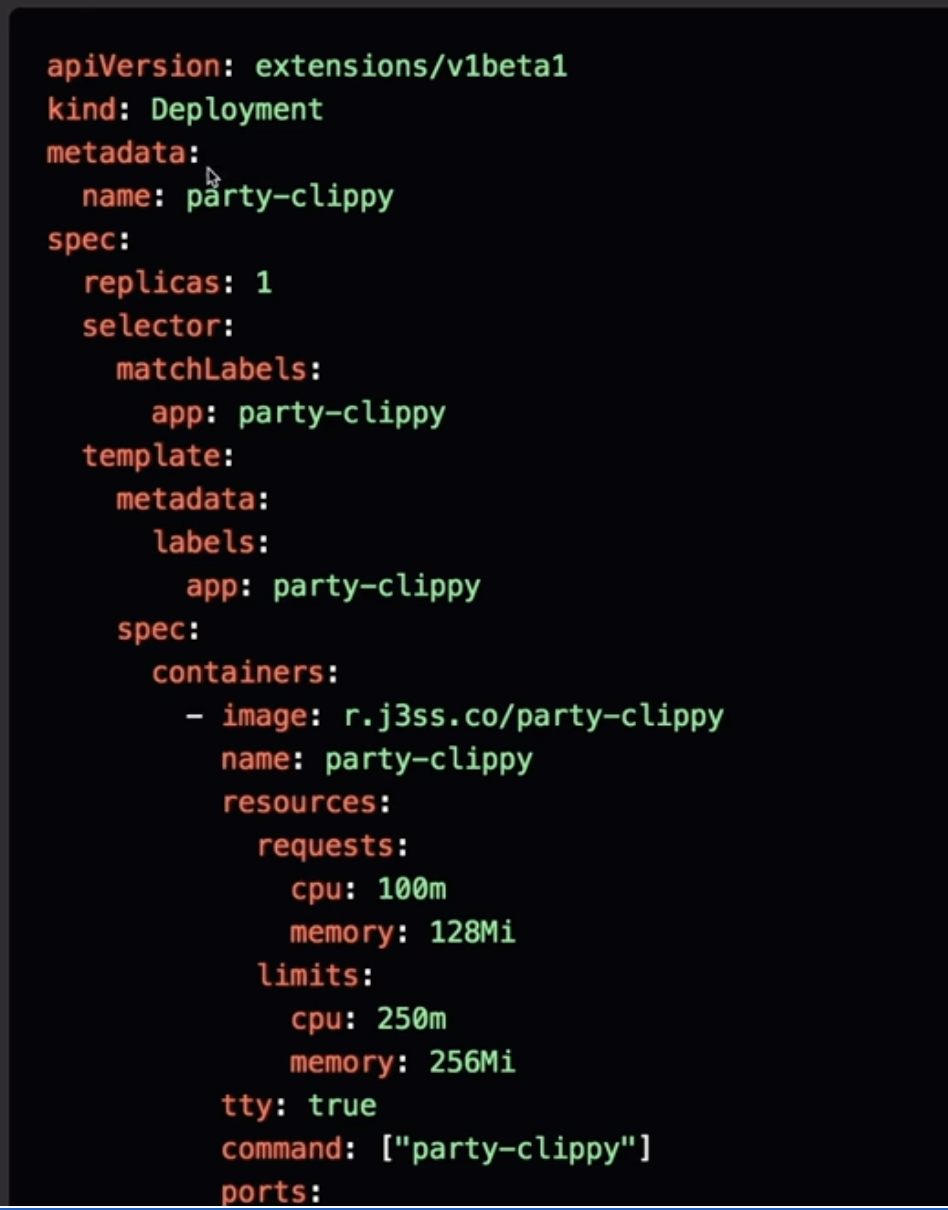 apiVersion: extensions/v1beta1
kind: Deployment
metadata:
  name: party-clippy
spec:
  replicas: 1
  selector:
    matchLabels:
      app: party-clippy
  template:
    metadata:
      labels:
        app: party-clippy
    spec:
      containers:
        - image: r.j3ss.co/party-clippy
          name: party-clippy
          resources:
            requests:
              cpu: 100m
              memory: 128Mi
            limits:
              cpu: 250m
              memory: 256Mi
          tty: true
          command: ["party-clippy"]
          ports: